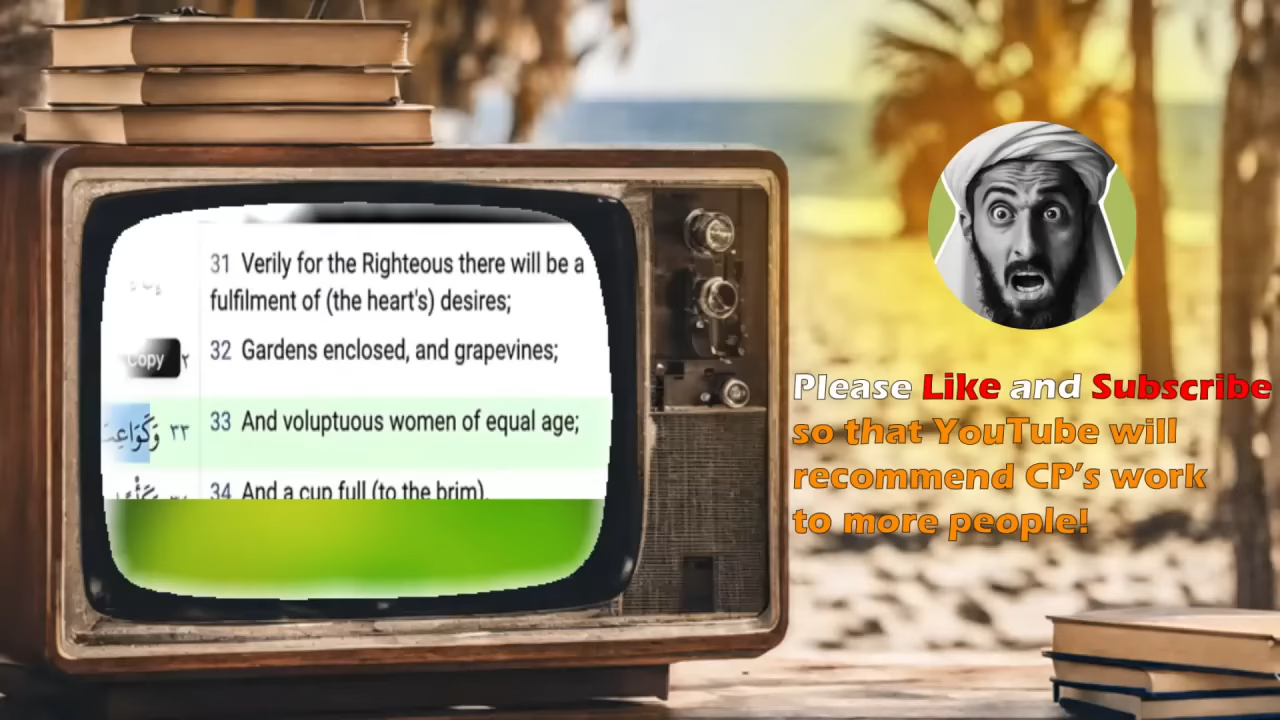 31 Verily for the Righteous there will be a
fulfilment of (the heart's) desires;
Copy
32 Gardens enclosed, and grapevines;
٣٣
33 And voluptuous women of equal age;
34 And a cup full (to the brim).
Please Like and Subscribe
so that YouTube will
recommend CP's work
to more people!